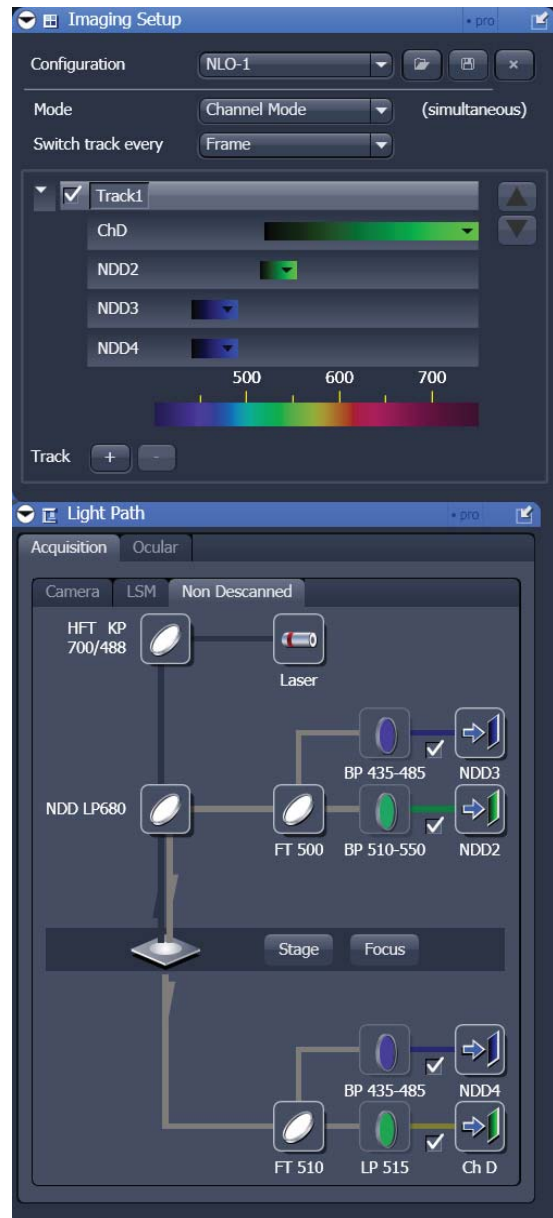 Imaging Setup
• pro
Configuration
NLO-1
Mode
Channel Mode
(simultaneous)
Switch track every
Frame
Track1
ChD
NDD2
NDD3
NDD4
500 600 700
Track + -
Light Path
• pro
Acquisition Ocular
Camera LSM Non Descanned
HFT KP
700/488
Laser
BP 435-485 NDD3
NDD LP680
FT 500 BP 510-550 NDD2
Stage Focus
BP 435-485 NDD4
FT 510 LP 515 Ch D